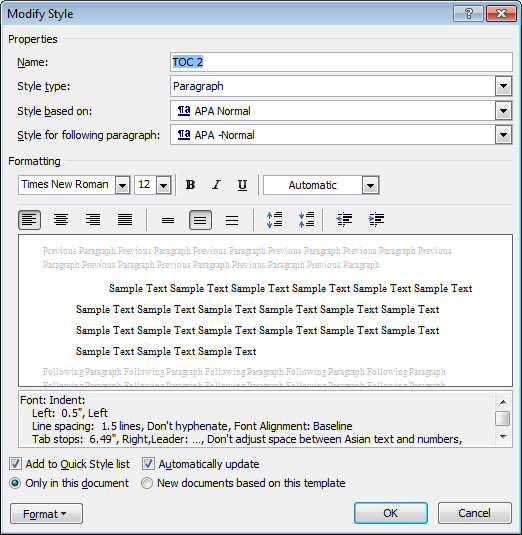 Modify Style
Properties
Name: TOC 2
Style type: Paragraph
Style based on: ¶a APA Normal
Style for following paragraph: ¶a APA -Normal
Formatting
Times New Roman 12 B I U Automatic
Previous Paragraph Previous Paragraph Previous Paragraph Previous Paragraph Previous
Paragraph Previous Paragraph Previous Paragraph Previous Paragraph Previous Paragraph
Sample Text Sample Text Sample Text Sample Text Sample Text Sample Text
Sample Text Sample Text Sample Text Sample Text Sample Text Sample Text
Sample Text Sample Text Sample Text Sample Text Sample Text Sample Text
Sample Text Sample Text Sample Text
Following Paragraph Following Paragraph Following Paragraph Following Paragraph
Following Paragraph Following Paragraph Following Paragraph Following Paragraph
Font: Indent:
Left: 0.5", Left
Line spacing: 1.5 lines, Don't hyphenate, Font Alignment: Baseline
Tab stops: 6.49", Right,Leader: ..., Don't adjust space between Asian text and numbers,
Add to Quick Style list Automatically update
Only in this document New documents based on this template
Format OK Cancel